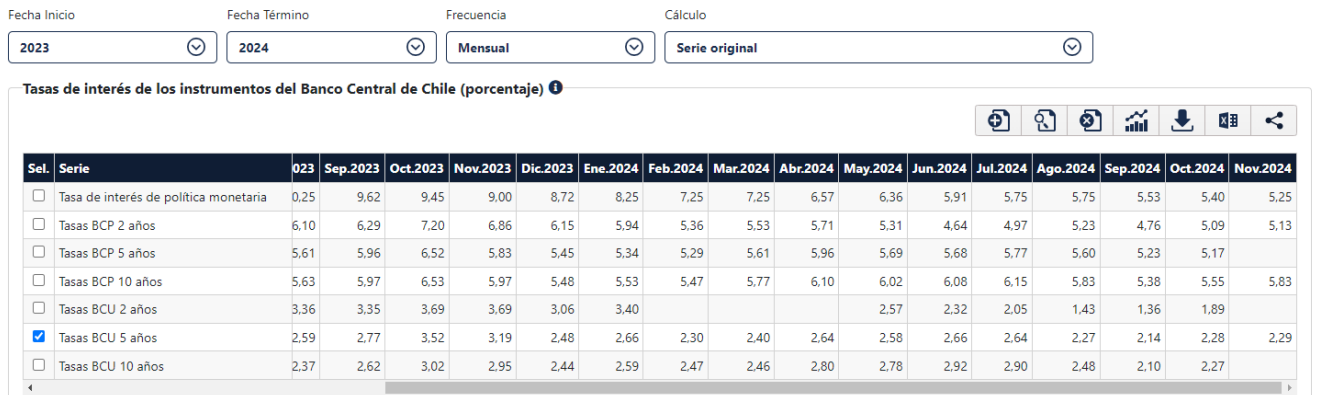 Fecha Inicio Fecha Término Frecuencia Cálculo
2023 2024 Mensual Serie original
Tasas de interés de los instrumentos del Banco Central de Chile (porcentaje)
Sel. Serie 023 Sep.2023 Oct.2023 Nov.2023 Dic.2023 Ene.2024 Feb.2024 Mar.2024 Abr.2024 May.2024 Jun.2024 Jul.2024 Ago.2024 Sep.2024 Oct.2024 Nov.2024
Tasa de interés de política monetaria 0,25 9,62 9,45 9,00 8,72 8,25 7,25 7,25 6,57 6,36 5,91 5,75 5,75 5,53 5,40 5,25
Tasas BCP 2 años 6,10 6,29 7,20 6,86 6,15 5,94 5,36 5,53 5,71 5,31 4,64 4,97 5,23 4,76 5,09 5,13
Tasas BCP 5 años 5,61 5,96 6,52 5,83 5,45 5,34 5,29 5,61 5,96 5,69 5,68 5,77 5,60 5,23 5,17
Tasas BCP 10 años 5,63 5,97 6,53 5,97 5,48 5,53 5,47 5,77 6,10 6,02 6,08 6,15 5,83 5,38 5,55 5,83
Tasas BCU 2 años 3,36 3,35 3,69 3,69 3,06 3,40 2,57 2,32 2,05 1,43 1,36 1,89
Tasas BCU 5 años 2,59 2,77 3,52 3,19 2,48 2,66 2,30 2,40 2,64 2,58 2,66 2,64 2,27 2,14 2,28 2,29
Tasas BCU 10 años 2,37 2,62 3,02 2,95 2,44 2,59 2,47 2,46 2,80 2,78 2,92 2,90 2,48 2,10 2,27